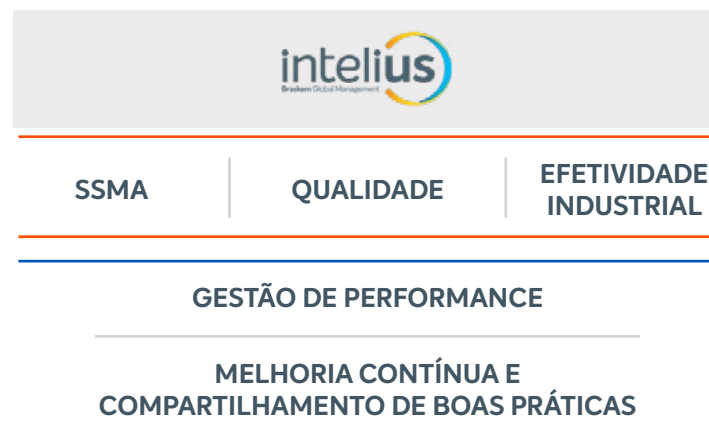 intelius
Braskem Global Management
SSMA
QUALIDADE
EFETIVIDADE
INDUSTRIAL
GESTÃO DE PERFORMANCE
MELHORIA CONTÍNUA E
COMPARTILHAMENTO DE BOAS PRÁTICAS